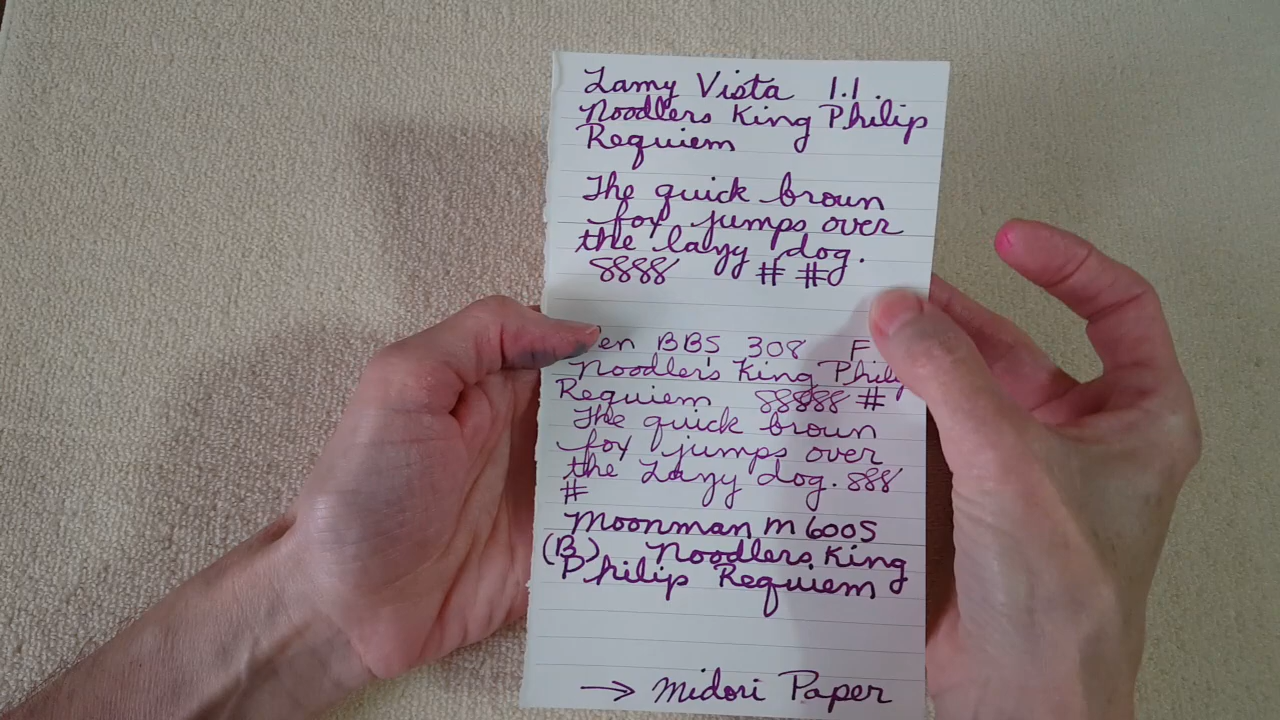 Lamy Vista 1.1.
Noodlers King Philip
Requiem
The quick brown
fox jumps over
the lazy dog.
8888 # #
en BBS 308 F
Noodler's King Philip
Requiem 88888 #
The quick brown
fox jumps over
the Lazy dog. 888
#
Moonman M600S
(B) Noodlers King
Philip Requiem
→ Midori Paper